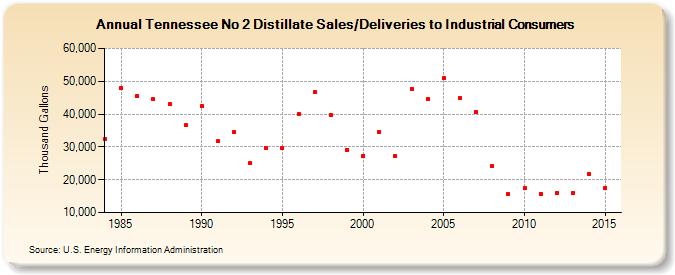 Annual Tennessee No 2 Distillate Sales/Deliveries to Industrial Consumers
Thousand Gallons
60,000
50,000
40,000
30,000
20,000
10,000
1985 1990 1995 2000 2005 2010 2015
Source: U.S. Energy Information Administration